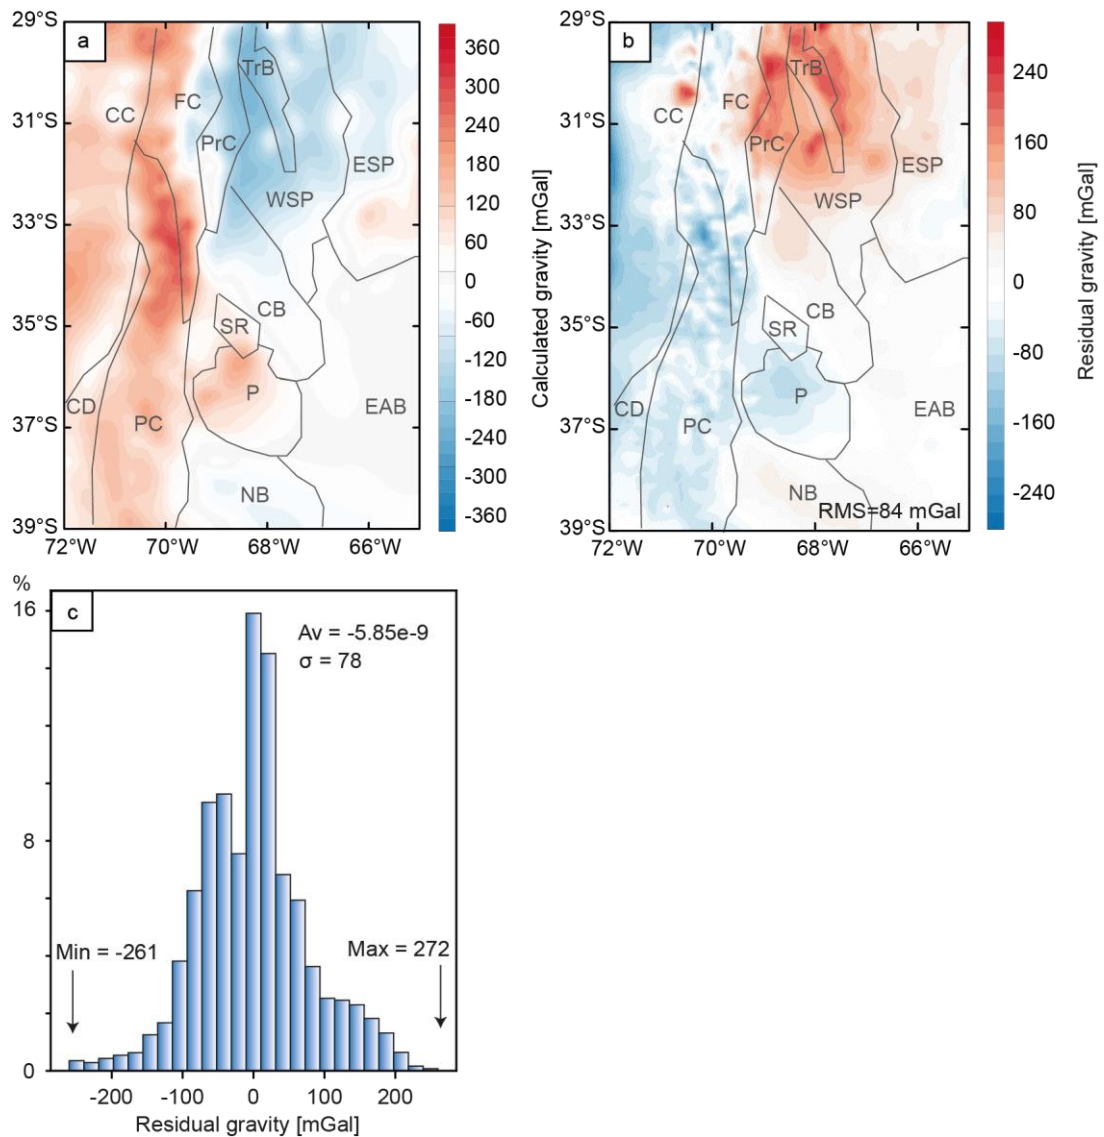 a
29°S
31°S
33°S
35°S
37°S
39°S
72°W
70°W
68°W
66°W
CC
FC
TrB
PrC
ESP
WSP
CB
SR
P
EAB
CD
PC
NB
360
300
240
180
120
60
0
-60
-120
-180
-240
-300
-360
Calculated gravity [mGal]
b
29°S
31°S
33°S
35°S
37°S
39°S
72°W
70°W
68°W
66°W
CC
FC
TrB
PrC
ESP
WSP
CB
SR
P
EAB
CD
PC
NB
RMS=84 mGal
240
160
80
0
-80
-160
-240
Residual gravity [mGal]
%
c
16
8
0
Av = -5.85e-9
σ = 78
Min = -261
Max = 272
-200
-100
0
100
200
Residual gravity [mGal]